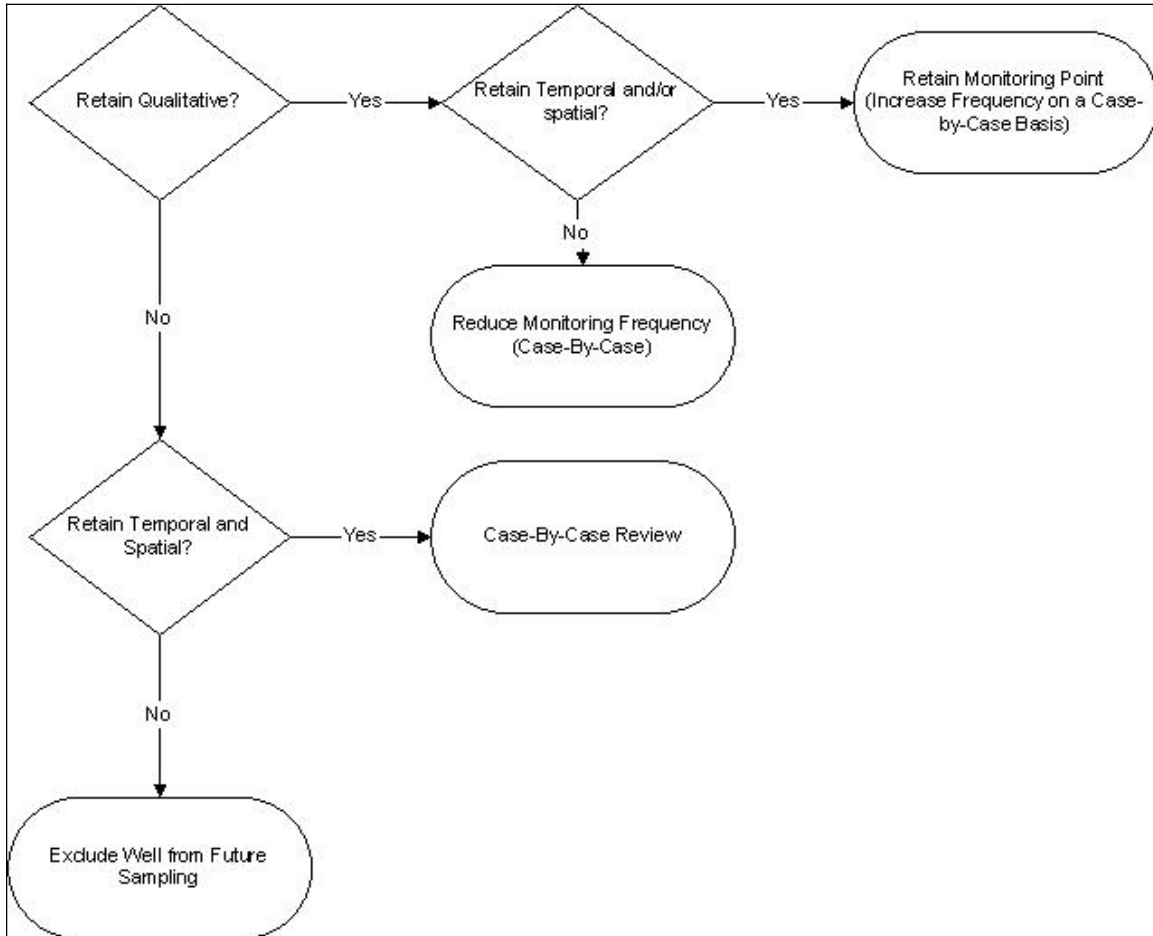 Retain Qualitative?
Yes
Retain Temporal and/or
spatial?
Yes
Retain Monitoring Point
(Increase Frequency on a Case-
by-Case Basis)
No
Reduce Monitoring Frequency
(Case-By-Case)
No
Retain Temporal and
Spatial?
Yes
Case-By-Case Review
No
Exclude Well from Future
Sampling